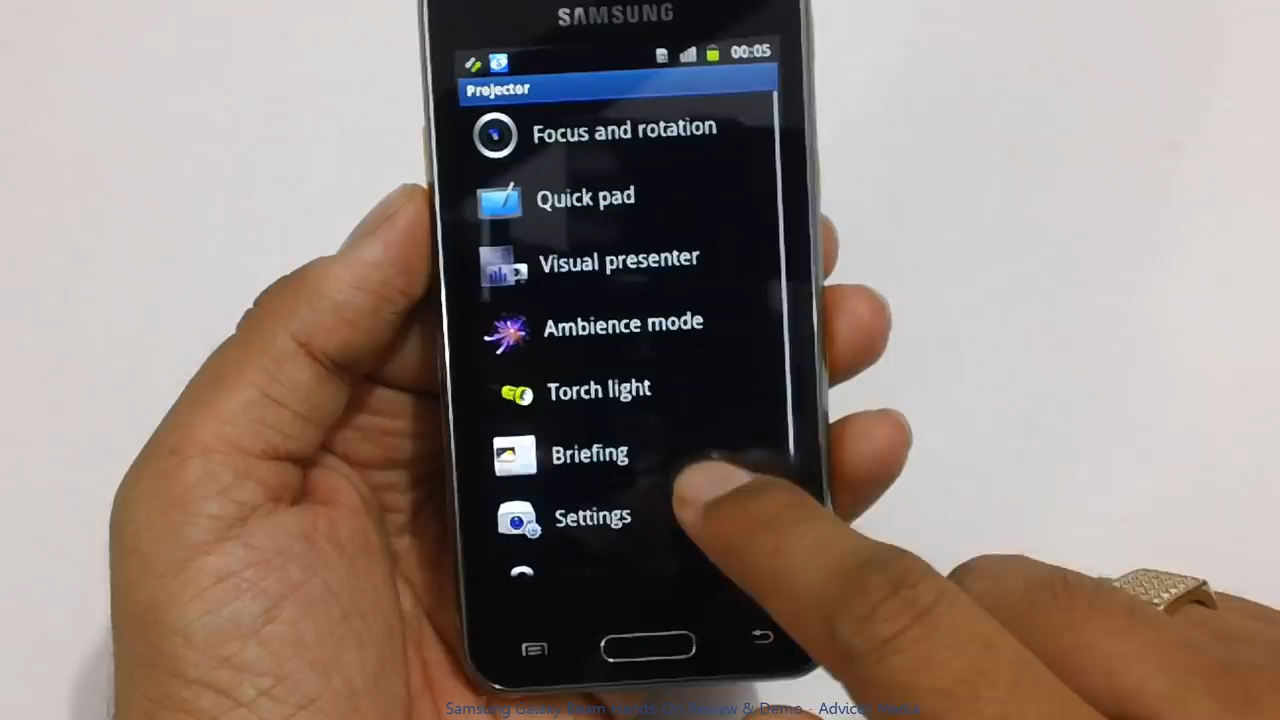 SAMSUNG
00:05
Projector
Focus and rotation
Quick pad
Visual presenter
Ambience mode
Torch light
Briefing
Settings
Samsung Galaxy Beam Hands On Review & Demo - Advices Media